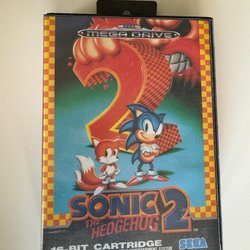 MEGA DRIVE
2
SONIC
THE
HEDGEHOG 2
16-BIT CARTRIDGE
SEGA